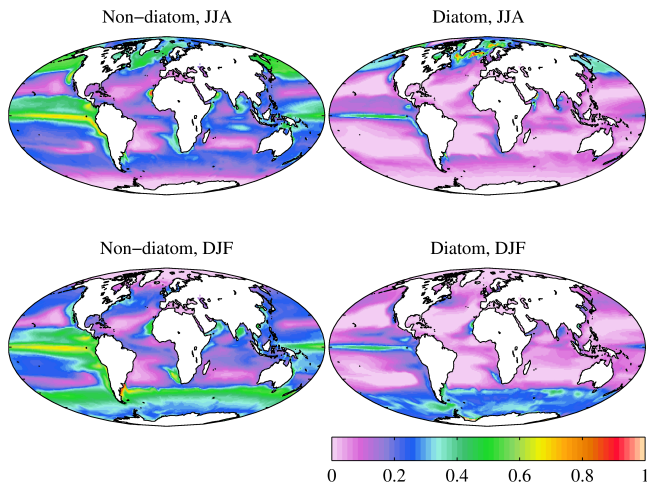 Non−diatom, JJA
Diatom, JJA
Non−diatom, DJF
Diatom, DJF
0 0.2 0.4 0.6 0.8 1